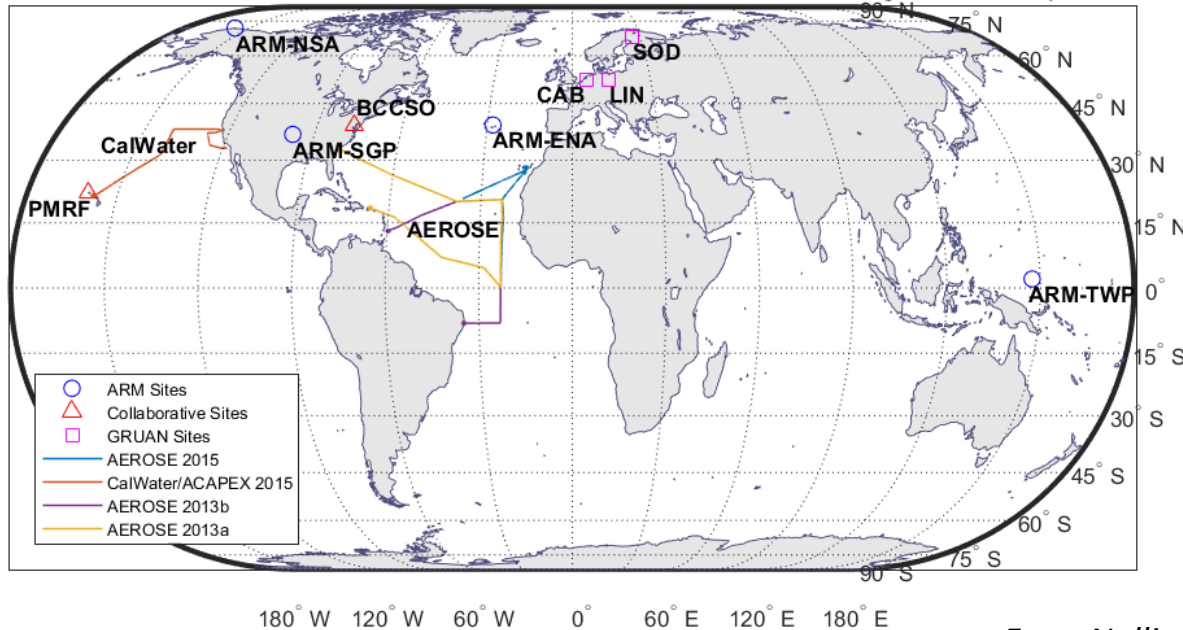 90° N
75° N
ARM-NSA
SOD
60° N
CAB
LIN
BCCSO
45° N
CalWater
ARM-SGP
ARM-ENA
30° N
PMRF
AEROSE
15° N
ARM-TWP
0°
15° S
ARM Sites
Collaborative Sites
GRUAN Sites
AEROSE 2015
CalWater/ACAPEX 2015
AEROSE 2013b
AEROSE 2013a
30° S
45° S
60° S
75° S
90° S
180° W 120° W 60° W 0° 60° E 120° E 180° E